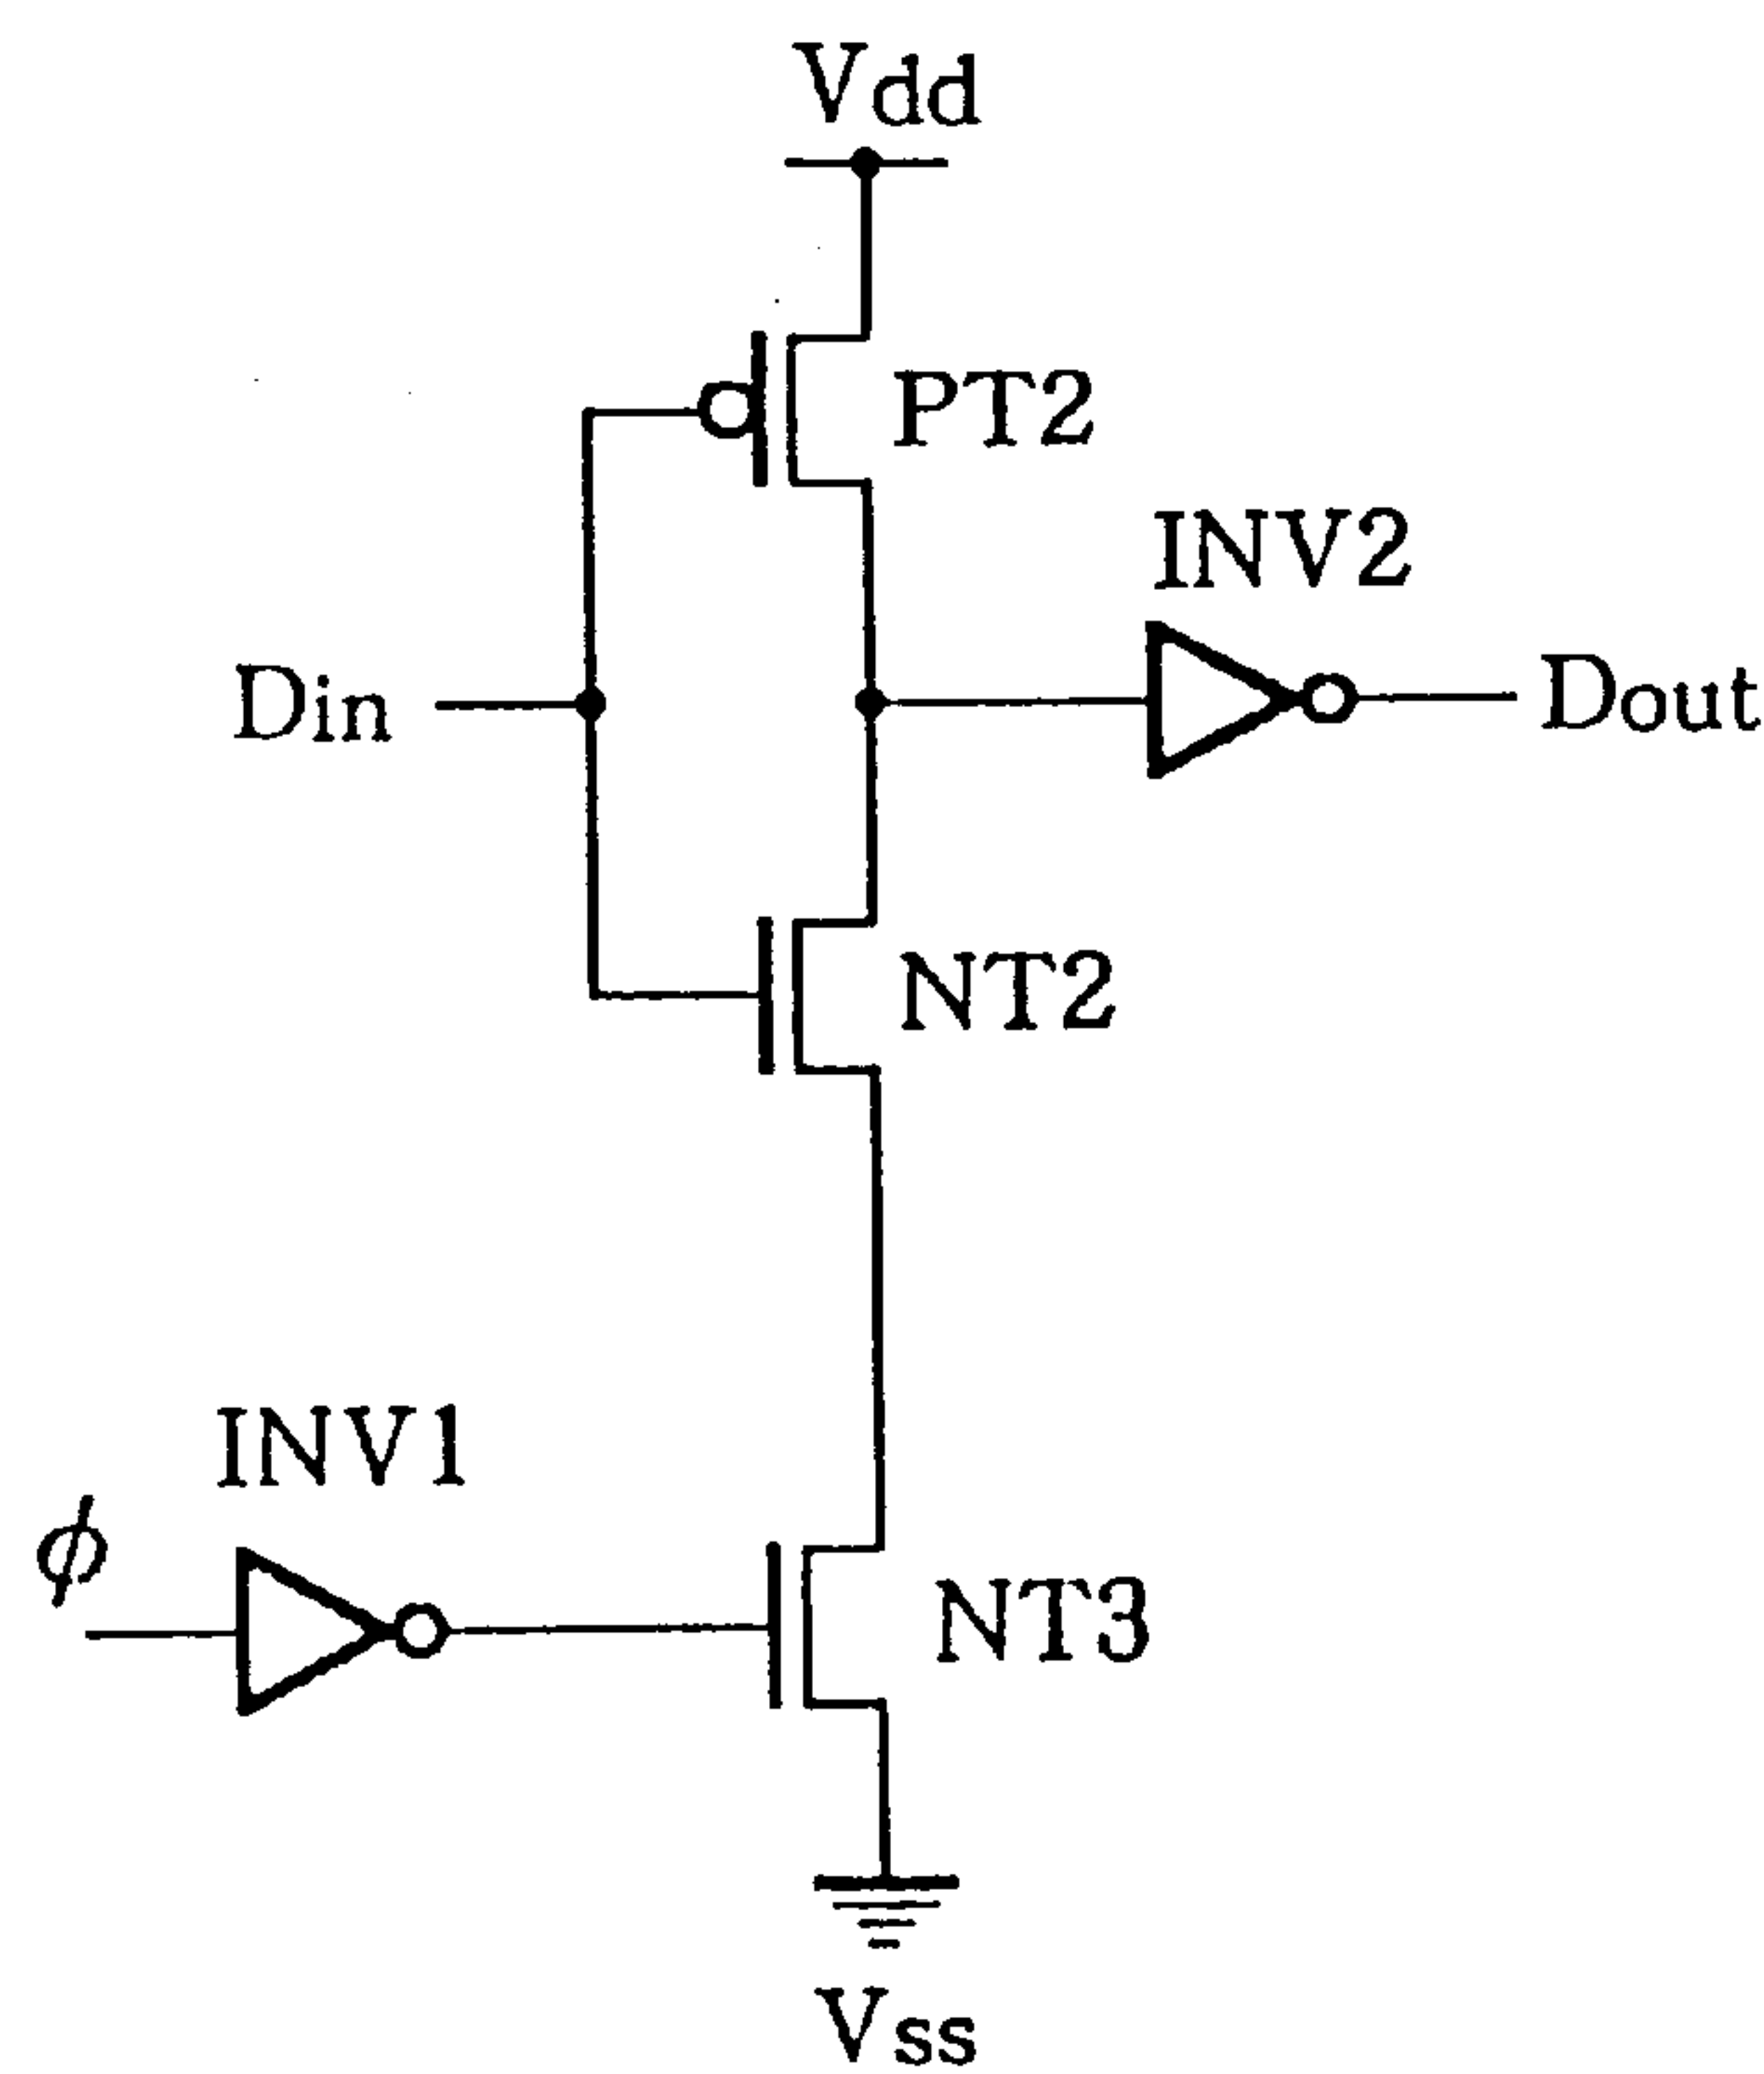 Vdd
PT2
INV2
Din
Dout
NT2
INV1
ϕ
NT3
Vss